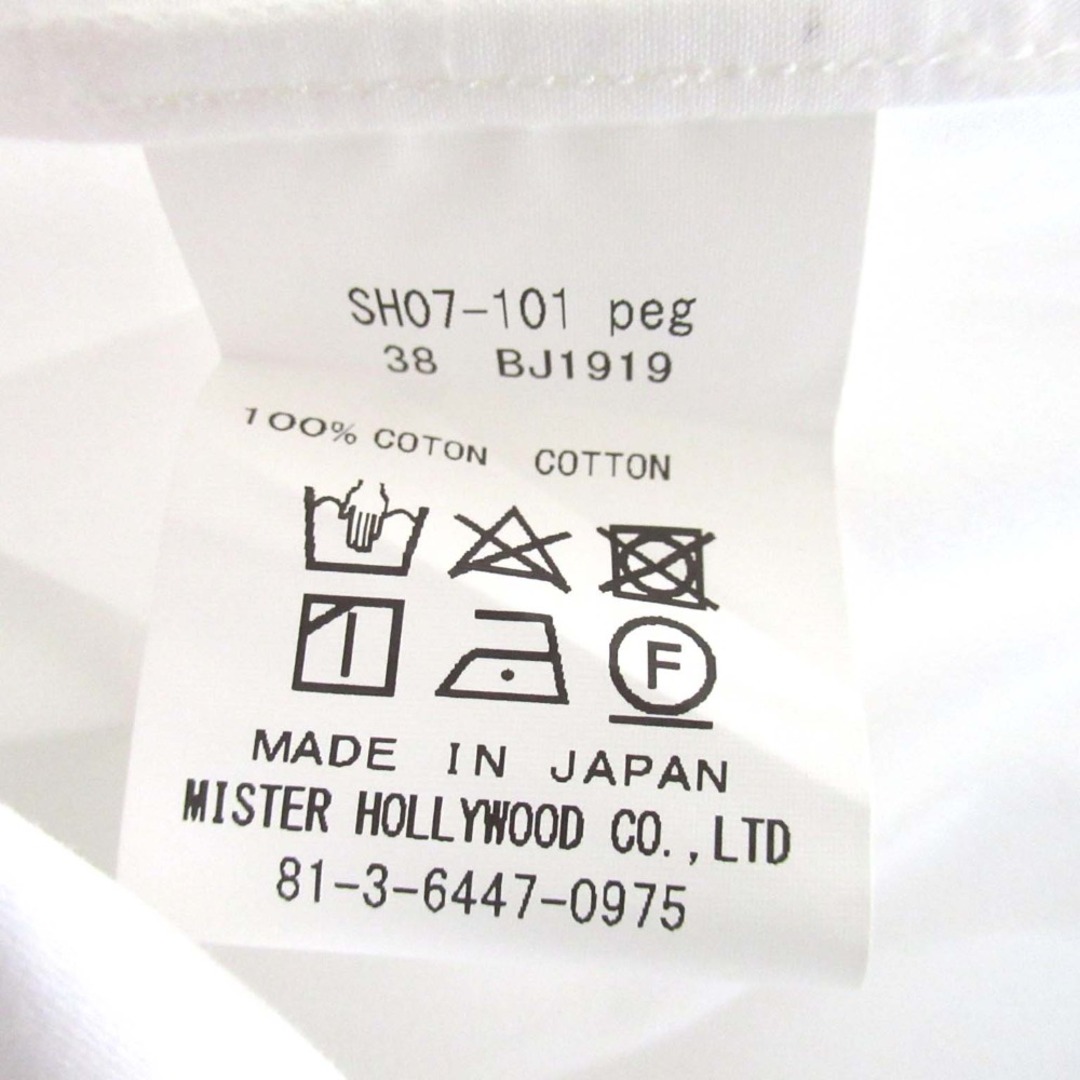 SH07-101 peg
38 BJ1919
100% COTON COTTON
F
MADE IN JAPAN
MISTER HOLLYWOOD CO.,LTD
81-3-6447-0975